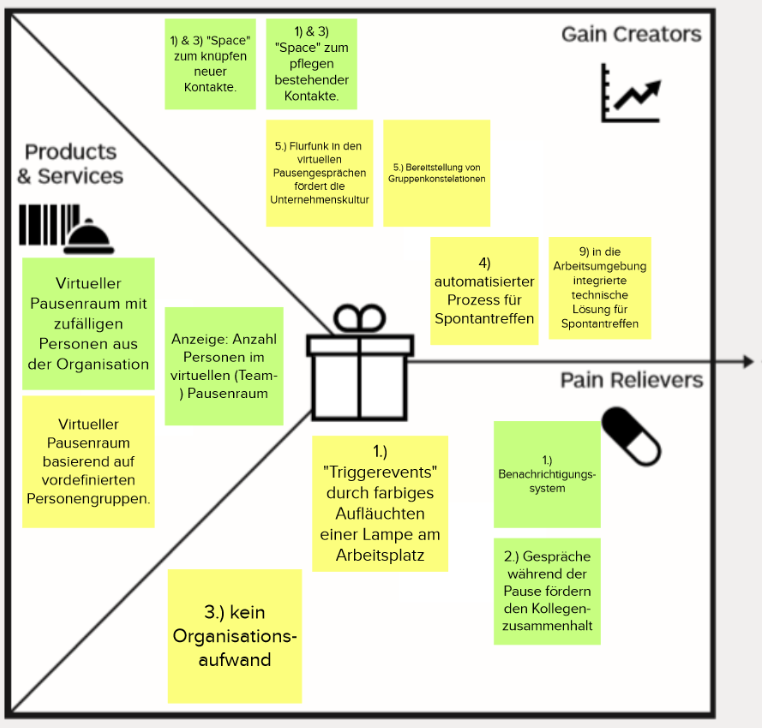 1) & 3) "Space"
zum knüpfen
neuer
Kontakte.
1) & 3)
"Space" zum
pflegen
bestehender
Kontakte.
Gain Creators
5.) Flurfunk in den
virtuellen
Pausengesprächen
fördert die
Unternehmenskultur
5.) Bereitstellung von
Gruppenkonstelationen
Products
& Services
4)
automatisierter
Prozess für
Spontantreffen
9) in die
Arbeitsumgebung
integrierte
technische
Lösung für
Spontantreffen
Virtueller
Pausenraum mit
zufälligen
Personen aus
der Organisation
Anzeige: Anzahl
Personen im
virtuellen (Team-
) Pausenraum
Virtueller
Pausenraum
basierend auf
vordefinierten
Personengruppen.
Pain Relievers
1.)
"Triggerevents"
durch farbiges
Aufläuchten
einer Lampe am
Arbeitsplatz
1.)
Benachrichtigungs-
system
2.) Gespräche
während der
Pause fördern
den Kollegen-
zusammenhalt
3.) kein
Organisations-
aufwand